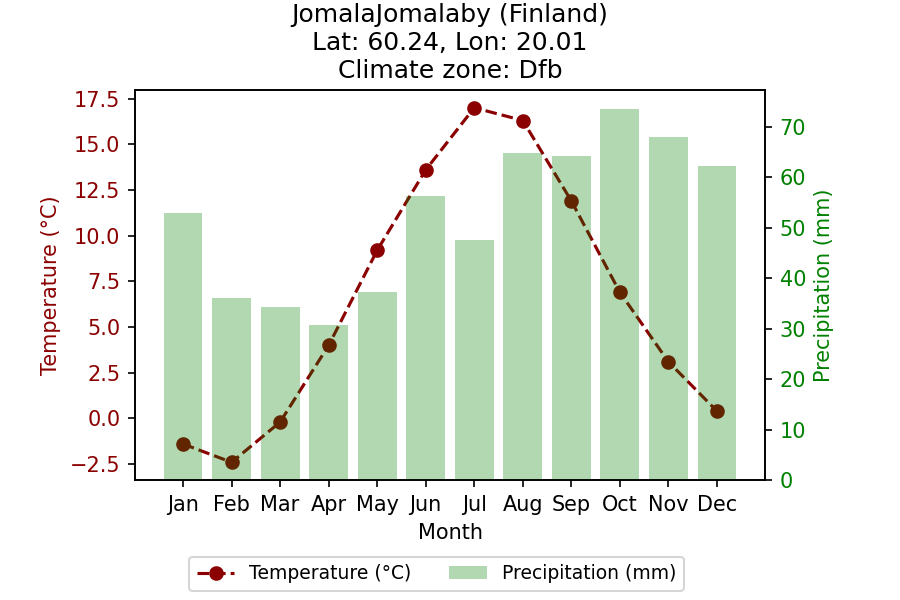 JomalaJomalaby (Finland)
Lat: 60.24, Lon: 20.01
Climate zone: Dfb
Temperature (°C)
17.5
15.0
12.5
10.0
7.5
5.0
2.5
0.0
−2.5
Precipitation (mm)
70
60
50
40
30
20
10
0
Jan Feb Mar Apr May Jun Jul Aug Sep Oct Nov Dec
Month
Temperature (°C) Precipitation (mm)